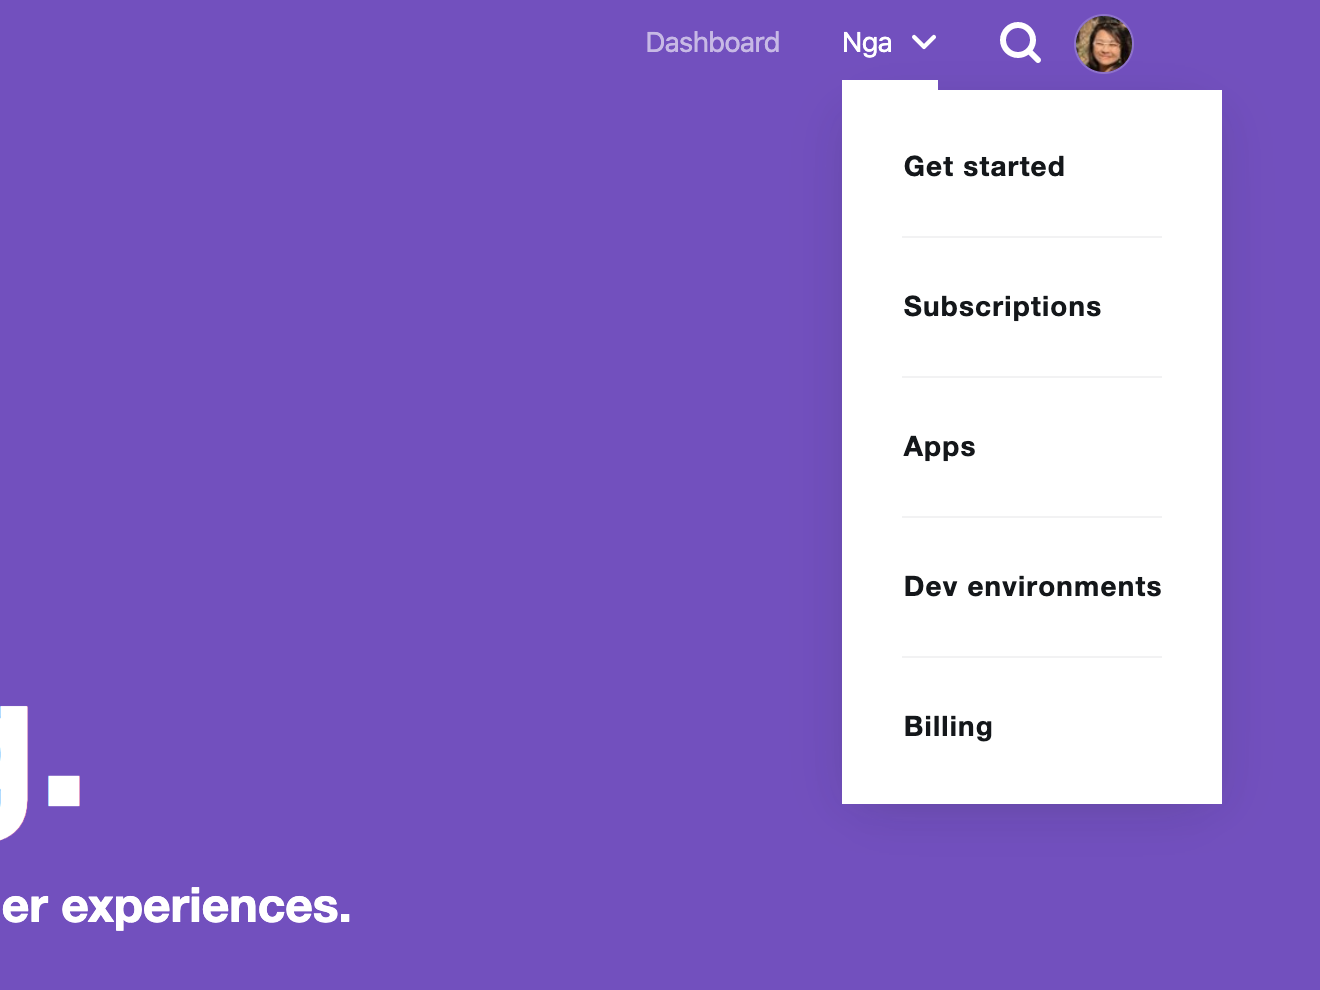 Dashboard
Nga
Get started
Subscriptions
Apps
Dev environments
Billing
er experiences.